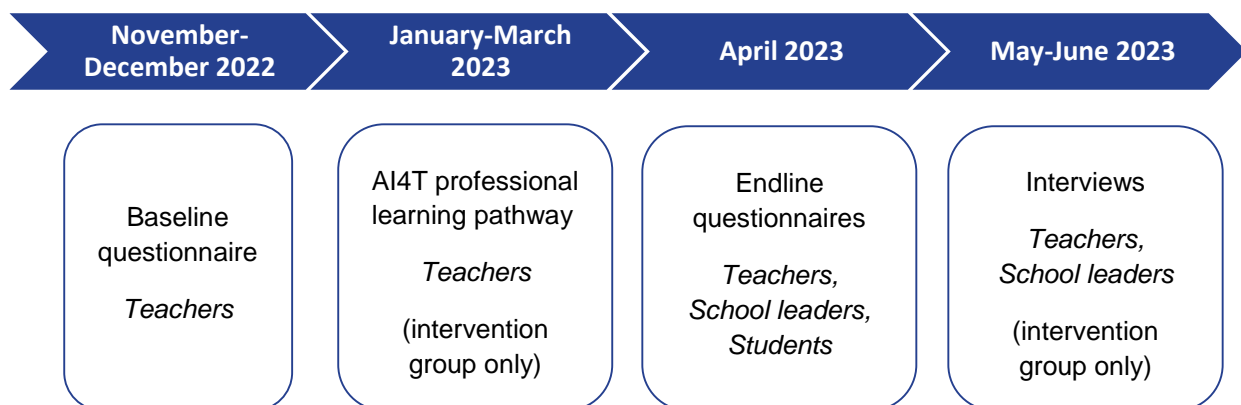 November-
December 2022
January-March
2023
April 2023
May-June 2023
Baseline
questionnaire
Teachers
AI4T professional
learning pathway
Teachers
(intervention
group only)
Endline
questionnaires
Teachers,
School leaders,
Students
Interviews
Teachers,
School leaders
(intervention
group only)